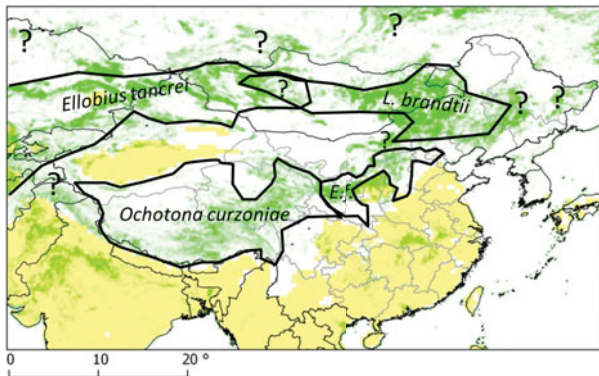 ?
?
?
Ellobius tancrei
?
L. brandtii
?
?
?
?
E.f.
Ochotona curzoniae
0
10
20 °